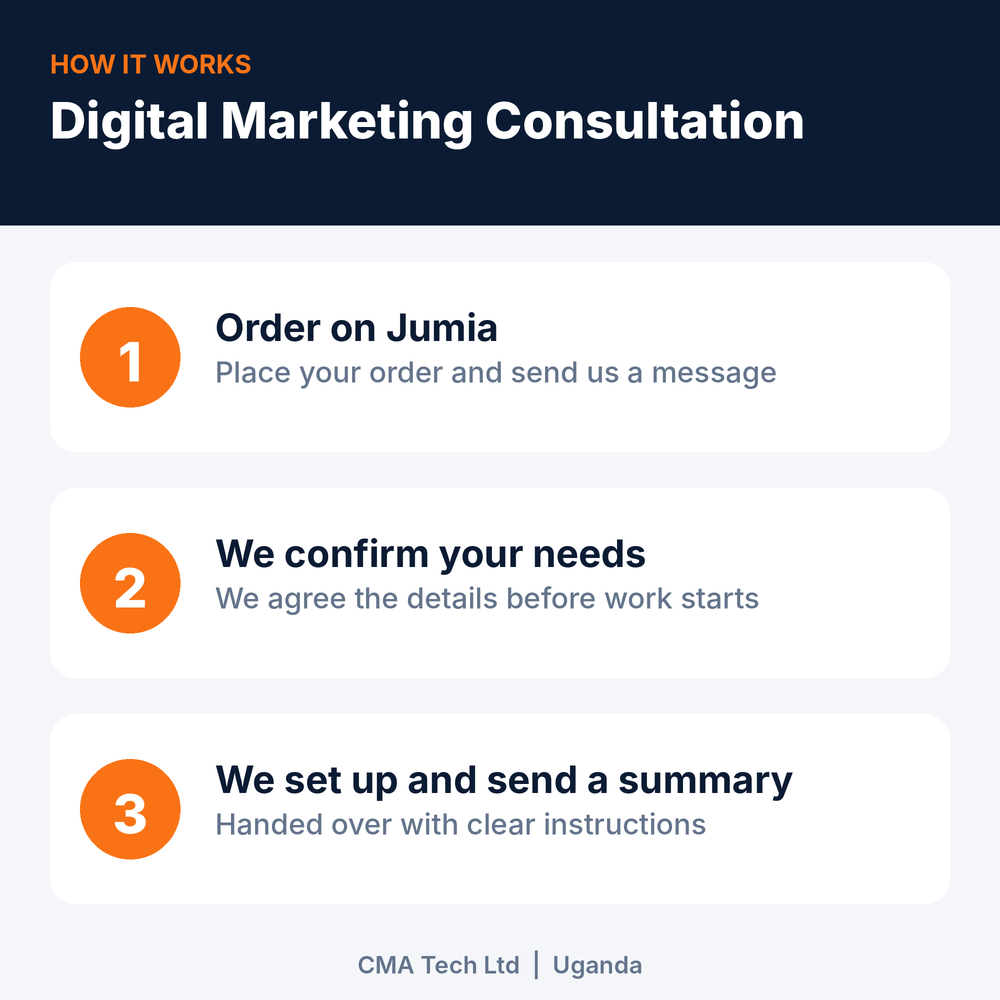 HOW IT WORKS
Digital Marketing Consultation
1
Order on Jumia
Place your order and send us a message
2
We confirm your needs
We agree the details before work starts
3
We set up and send a summary
Handed over with clear instructions
CMA Tech Ltd | Uganda